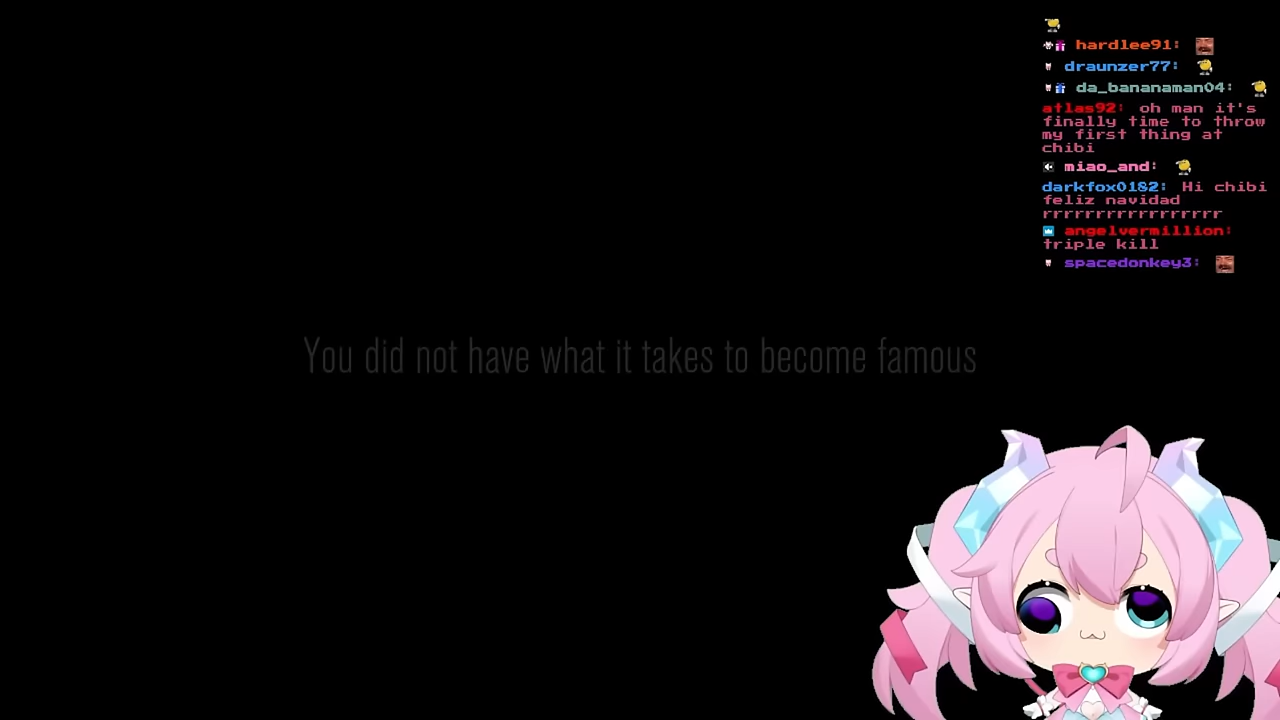 hardlee91:
draunzer77:
da_bananaman04:
atlas92: oh man it's
finally time to throw
my first thing at
chibi
miao_and:
darkfox0182: Hi chibi
feliz navidad
rrrrrrrrrrrrrrrrr
angelvermillion:
triple kill
spacedonkey3:
You did not have what it takes to become famous